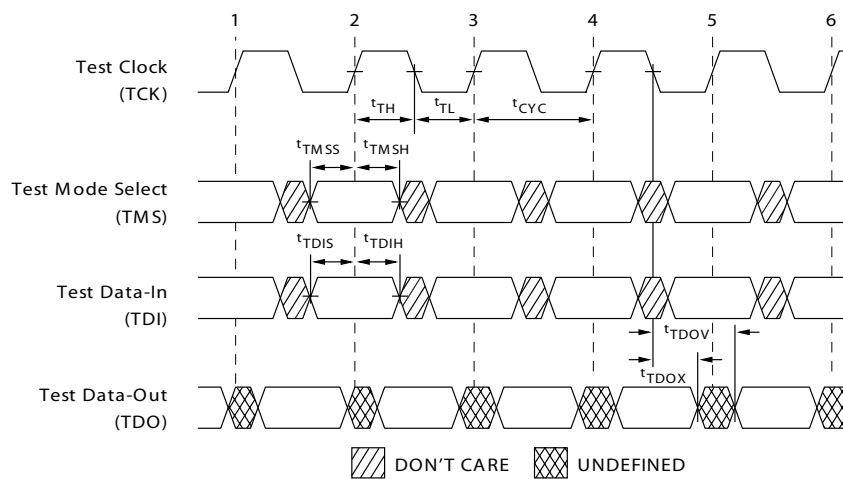 1 2 3 4 5 6
Test Clock
(TCK)
tTH tTL tCYC
tTMSS tTMSH
Test Mode Select
(TMS)
tTDIS tTDIH
Test Data-In
(TDI)
tTDOV
tTDOX
Test Data-Out
(TDO)
DON'T CARE UNDEFINED